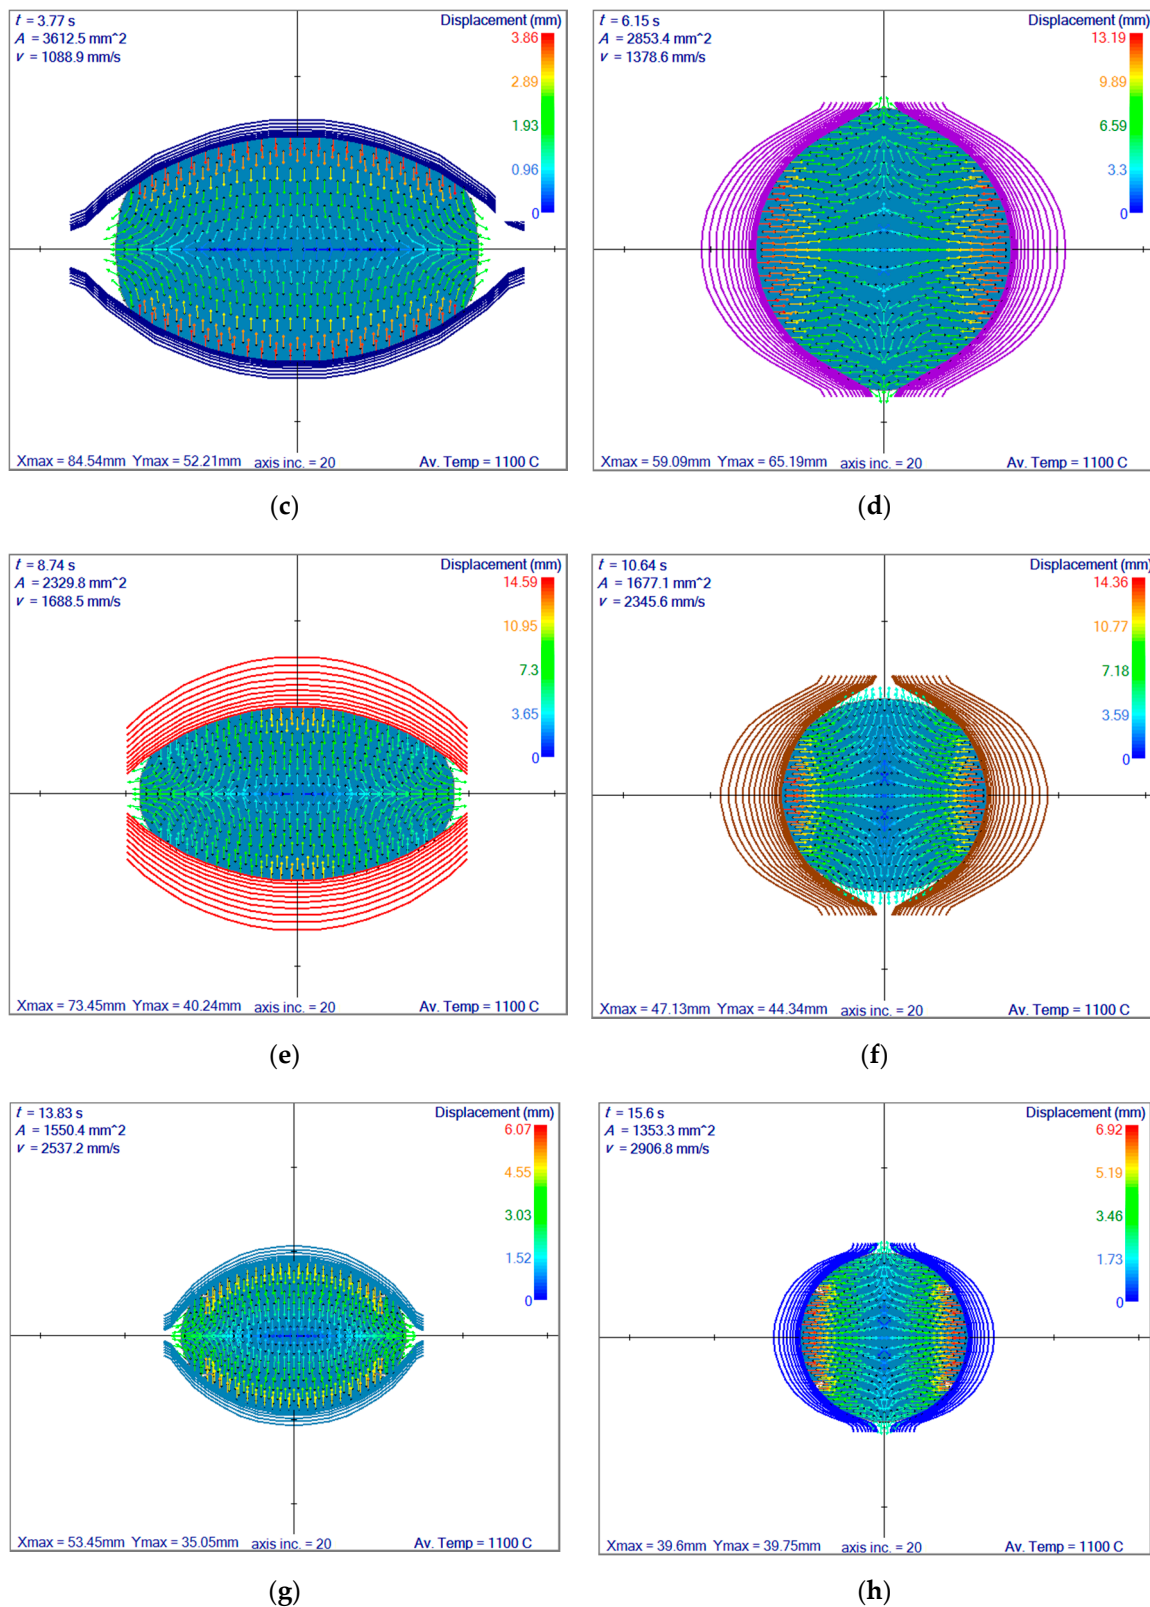 t = 3.77 s
A = 3612.5 mm^2
v = 1088.9 mm/s
Displacement (mm)
3.86
2.89
1.93
0.96
0
Xmax = 84.54mm Ymax = 52.21mm axis inc. = 20 Av. Temp = 1100 C
(c)
t = 6.15 s
A = 2853.4 mm^2
v = 1378.6 mm/s
Displacement (mm)
13.19
9.89
6.59
3.3
0
Xmax = 59.09mm Ymax = 65.19mm axis inc. = 20 Av. Temp = 1100 C
(d)
t = 8.74 s
A = 2329.8 mm^2
v = 1688.5 mm/s
Displacement (mm)
14.59
10.95
7.3
3.65
0
Xmax = 73.45mm Ymax = 40.24mm axis inc. = 20 Av. Temp = 1100 C
(e)
t = 10.64 s
A = 1677.1 mm^2
v = 2345.6 mm/s
Displacement (mm)
14.36
10.77
7.18
3.59
0
Xmax = 47.13mm Ymax = 44.34mm axis inc. = 20 Av. Temp = 1100 C
(f)
t = 13.83 s
A = 1550.4 mm^2
v = 2537.2 mm/s
Displacement (mm)
6.07
4.55
3.03
1.52
0
Xmax = 53.45mm Ymax = 35.05mm axis inc. = 20 Av. Temp = 1100 C
(g)
t = 15.6 s
A = 1353.3 mm^2
v = 2906.8 mm/s
Displacement (mm)
6.92
5.19
3.46
1.73
0
Xmax = 39.6mm Ymax = 39.75mm axis inc. = 20 Av. Temp = 1100 C
(h)